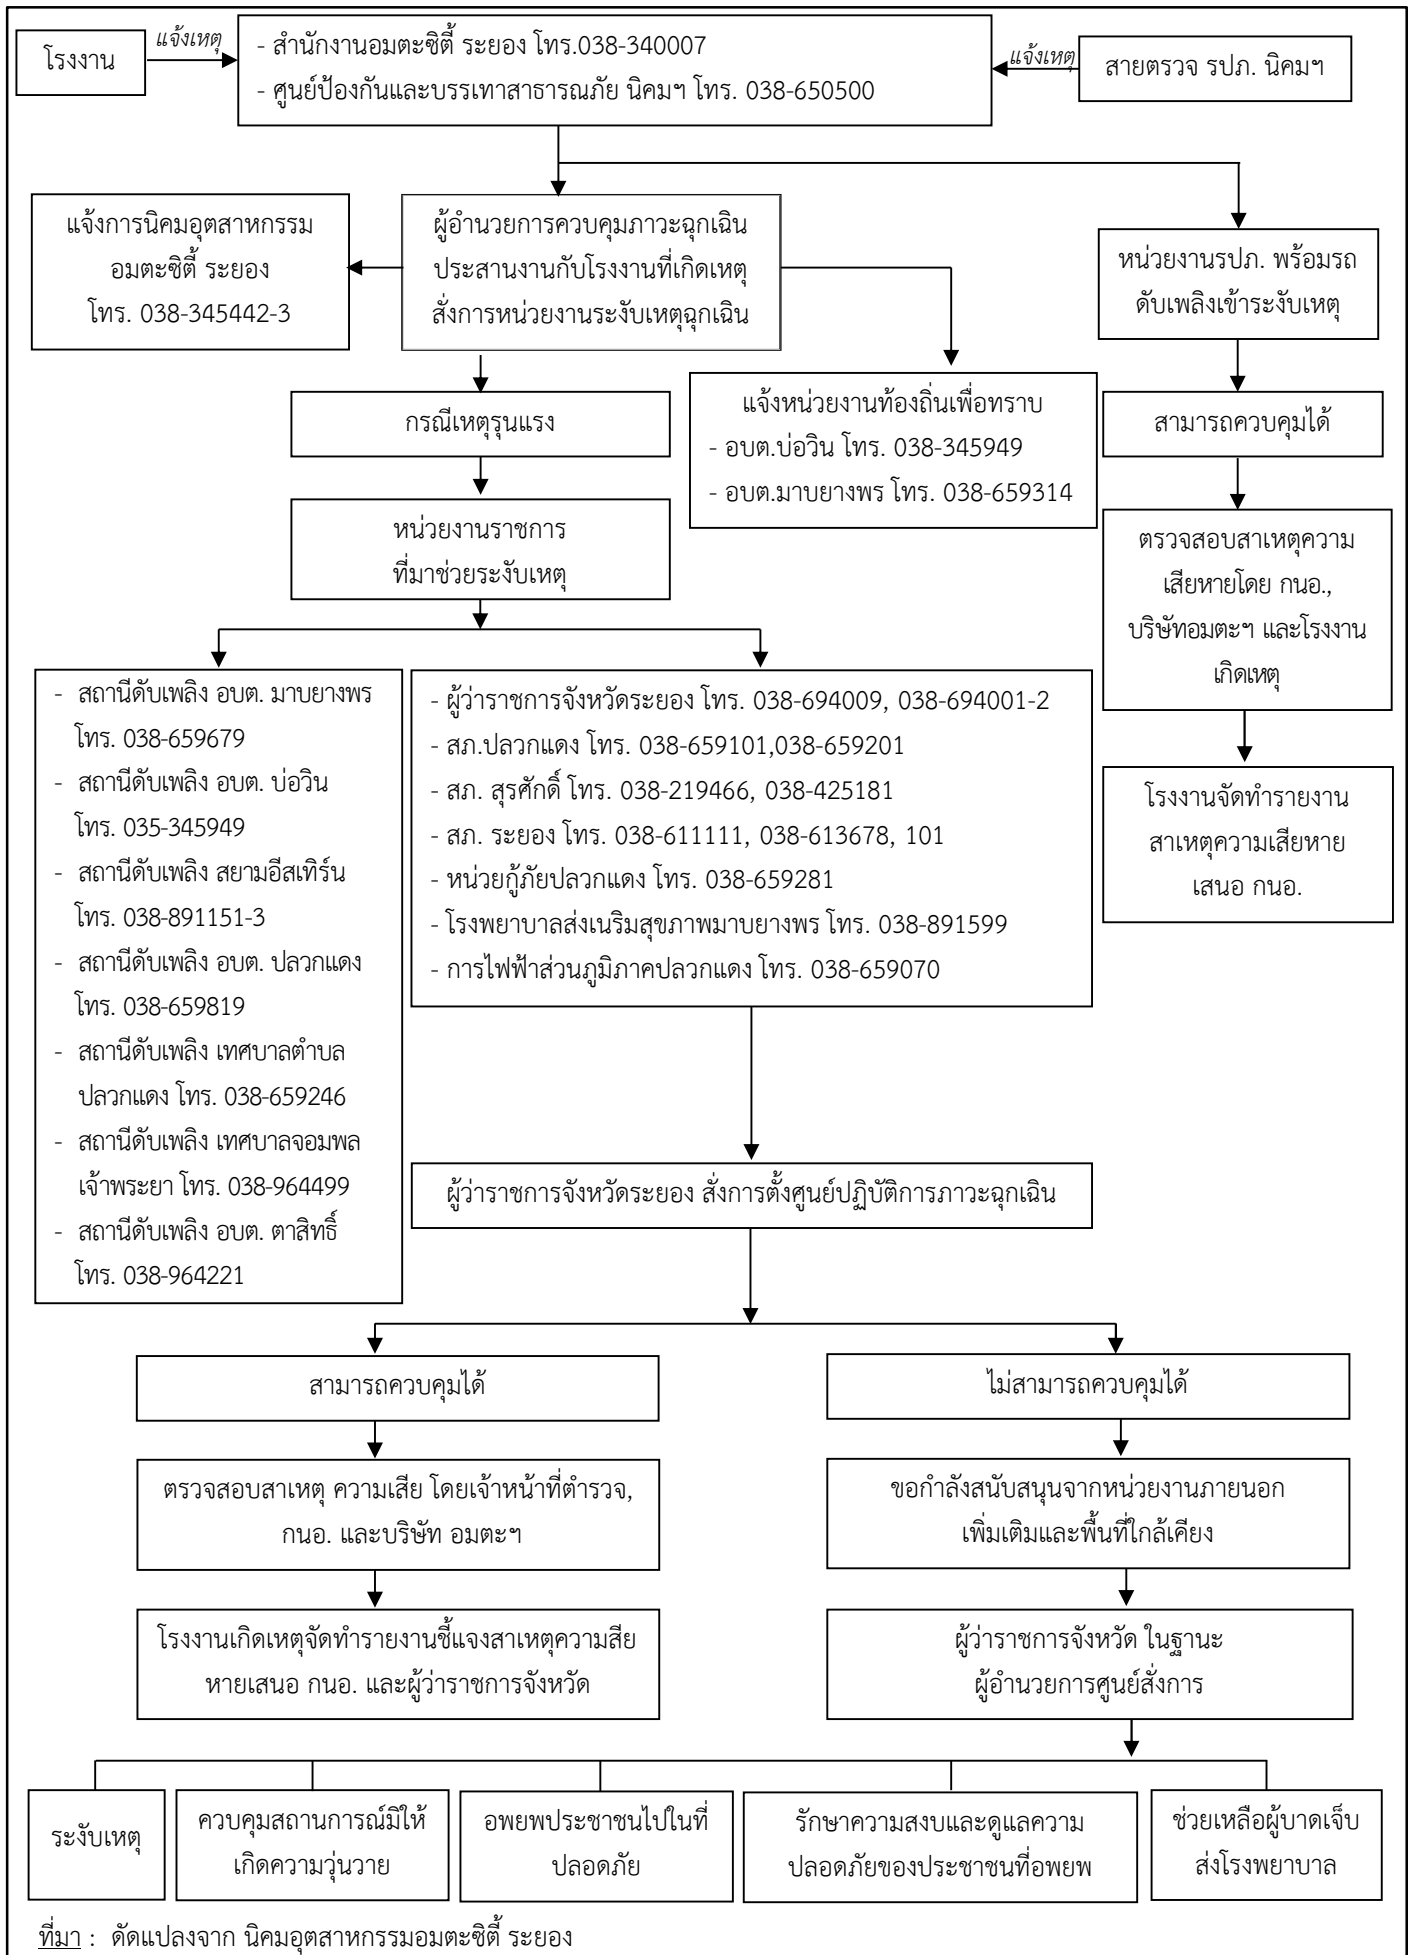 โรงงาน
แจ้งเหตุ
- สำนักงานอมตะซิตี้ ระยอง โทร.038-340007
- ศูนย์ป้องกันและบรรเทาสาธารณภัย นิคมฯ โทร. 038-650500
แจ้งเหตุ
สายตรวจ รปภ. นิคมฯ
แจ้งการนิคมอุตสาหกรรม
อมตะซิตี้ ระยอง
โทร. 038-345442-3
ผู้อำนวยการควบคุมภาวะฉุกเฉิน
ประสานงานกับโรงงานที่เกิดเหตุ
สั่งการหน่วยงานระงับเหตุฉุกเฉิน
หน่วยงานรปภ. พร้อมรถ
ดับเพลิงเข้าระงับเหตุ
กรณีเหตุรุนแรง
แจ้งหน่วยงานท้องถิ่นเพื่อทราบ
- อบต.บ่อวิน โทร. 038-345949
- อบต.มาบยางพร โทร. 038-659314
สามารถควบคุมได้
หน่วยงานราชการ
ที่มาช่วยระงับเหตุ
ตรวจสอบสาเหตุความ
เสียหายโดย กนอ.,
บริษัทอมตะฯ และโรงงาน
เกิดเหตุ
- สถานีดับเพลิง อบต. มาบยางพร
โทร. 038-659679
- สถานีดับเพลิง อบต. บ่อวิน
โทร. 035-345949
- สถานีดับเพลิง สยามอีสเทิร์น
โทร. 038-891151-3
- สถานีดับเพลิง อบต. ปลวกแดง
โทร. 038-659819
- สถานีดับเพลิง เทศบาลตำบล
ปลวกแดง โทร. 038-659246
- สถานีดับเพลิง เทศบาลจอมพล
เจ้าพระยา โทร. 038-964499
- สถานีดับเพลิง อบต. ตาสิทธิ์
โทร. 038-964221
- ผู้ว่าราชการจังหวัดระยอง โทร. 038-694009, 038-694001-2
- สภ.ปลวกแดง โทร. 038-659101,038-659201
- สภ. สุรศักดิ์ โทร. 038-219466, 038-425181
- สภ. ระยอง โทร. 038-611111, 038-613678, 101
- หน่วยกู้ภัยปลวกแดง โทร. 038-659281
- โรงพยาบาลส่งเนริมสุขภาพมาบยางพร โทร. 038-891599
- การไฟฟ้าส่วนภูมิภาคปลวกแดง โทร. 038-659070
โรงงานจัดทำรายงาน
สาเหตุความเสียหาย
เสนอ กนอ.
ผู้ว่าราชการจังหวัดระยอง สั่งการตั้งศูนย์ปฏิบัติการภาวะฉุกเฉิน
สามารถควบคุมได้
ไม่สามารถควบคุมได้
ตรวจสอบสาเหตุ ความเสีย โดยเจ้าหน้าที่ตำรวจ,
กนอ. และบริษัท อมตะฯ
ขอกำลังสนับสนุนจากหน่วยงานภายนอก
เพิ่มเติมและพื้นที่ใกล้เคียง
โรงงานเกิดเหตุจัดทำรายงานชี้แจงสาเหตุความสีย
หายเสนอ กนอ. และผู้ว่าราชการจังหวัด
ผู้ว่าราชการจังหวัด ในฐานะ
ผู้อำนวยการศูนย์สั่งการ
ระงับเหตุ
ควบคุมสถานการณ์มิให้
เกิดความวุ่นวาย
อพยพประชาชนไปในที่
ปลอดภัย
รักษาความสงบและดูแลความ
ปลอดภัยของประชาชนที่อพยพ
ช่วยเหลือผู้บาดเจ็บ
ส่งโรงพยาบาล
ที่มา : ดัดแปลงจาก นิคมอุตสาหกรรมอมตะซิตี้ ระยอง